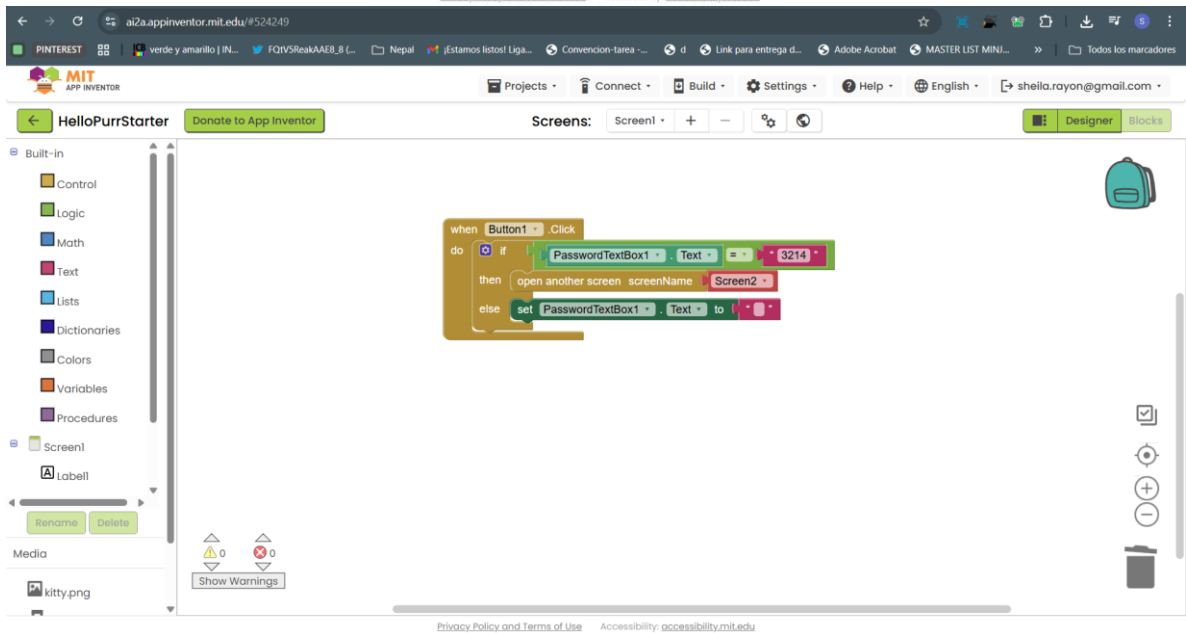 ai2a.appinventor.mit.edu/#524249
PINTEREST verde y amarillo | IN... FQtV5ReakAAE8_8 (... Nepal ¡Estamos listos! Liga... Convencion-tarea -... d Link para entrega d... Adobe Acrobat MASTER LIST MINJ... » Todos los marcadores
MIT
APP INVENTOR
Projects Connect Build Settings Help English sheila.rayon@gmail.com
HelloPurrStarter Donate to App Inventor Screens: Screen1 Designer Blocks
Built-in
Control
Logic
Math
Text
Lists
Dictionaries
Colors
Variables
Procedures
Screen1
Label1
Rename Delete
Media
kitty.png
when Button1 .Click
do if PasswordTextBox1 . Text = " 3214 "
then open another screen screenName Screen2
else set PasswordTextBox1 . Text to " "
0 0
Show Warnings
Privacy Policy and Terms of Use Accessibility: accessibility.mit.edu